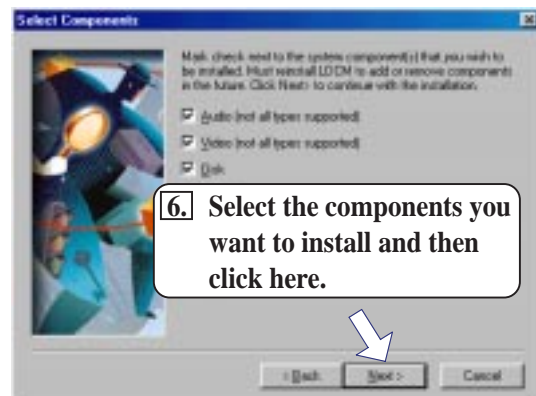 Select Components
Mark check next to the system component(s) that you wish to
be installed. Must reinstall LDCM to add or remove components
in the future. Click Next> to continue with the installation.
Audio (not all types supported)
Video (not all types supported)
Disk
6. Select the components you
want to install and then
click here.
< Back
Next >
Cancel